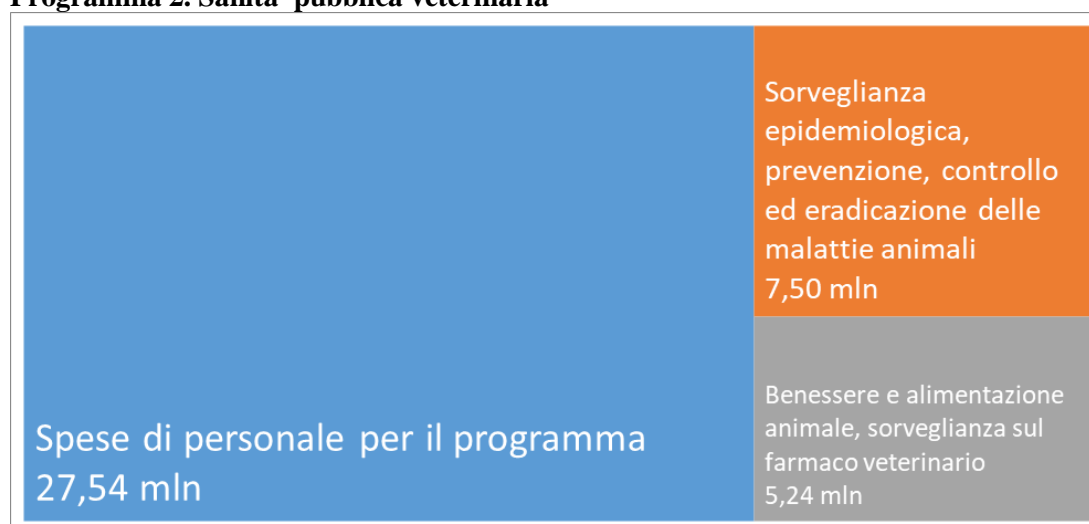 Programma 2. Sanita' pubblica veterinaria
Sorveglianza
epidemiologica,
prevenzione, controllo
ed eradicazione delle
malattie animali
7,50 mln
Spese di personale per il programma
27,54 mln
Benessere e alimentazione
animale, sorveglianza sul
farmaco veterinario
5,24 mln